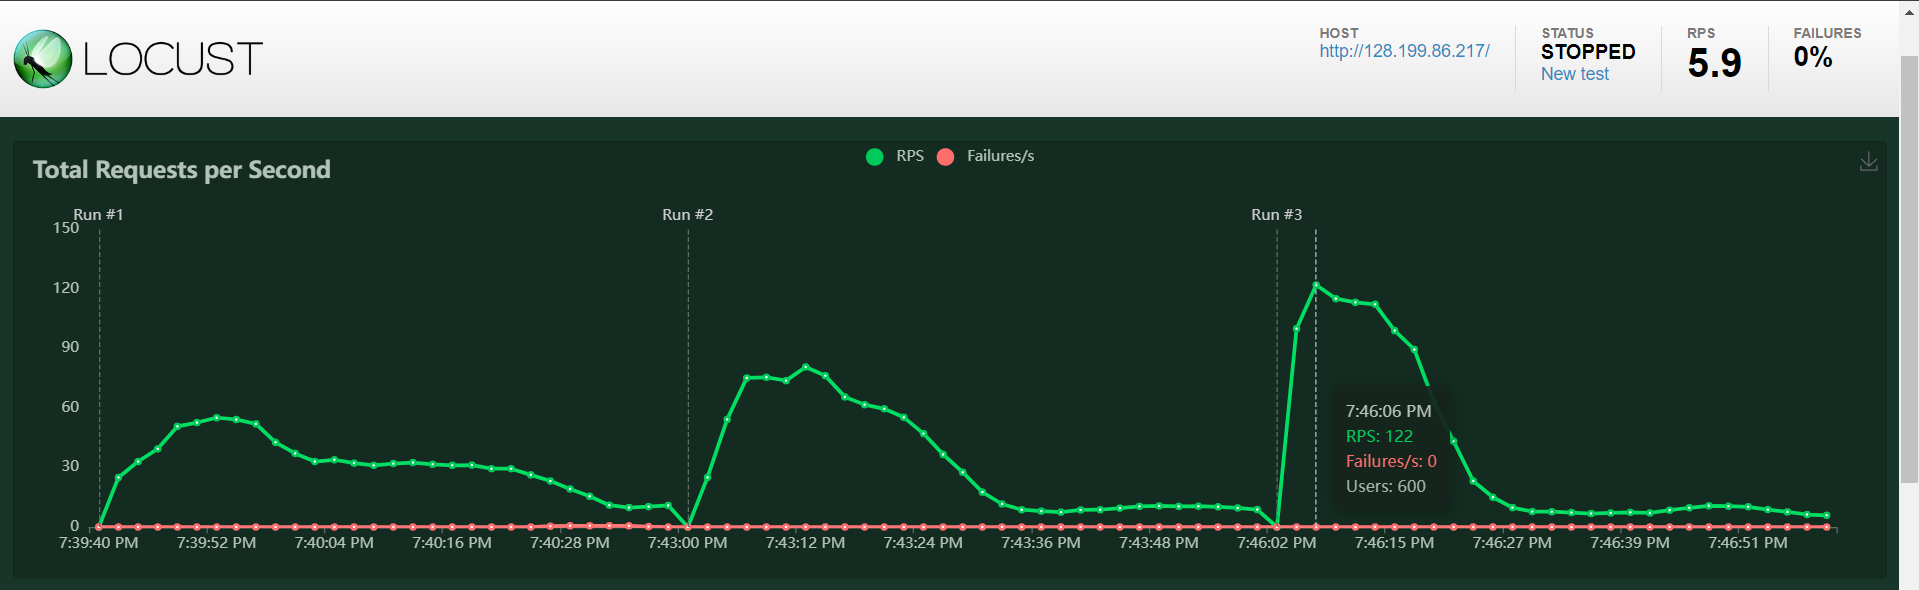 LOCUST
HOST
http://128.199.86.217/
STATUS
STOPPED
New test
RPS
5.9
FAILURES
0%
Total Requests per Second
RPS
Failures/s
Run #1
Run #2
Run #3
150
120
90
60
30
0
7:46:06 PM
RPS: 122
Failures/s: 0
Users: 600
7:39:40 PM
7:39:52 PM
7:40:04 PM
7:40:16 PM
7:40:28 PM
7:43:00 PM
7:43:12 PM
7:43:24 PM
7:43:36 PM
7:43:48 PM
7:46:02 PM
7:46:15 PM
7:46:27 PM
7:46:39 PM
7:46:51 PM